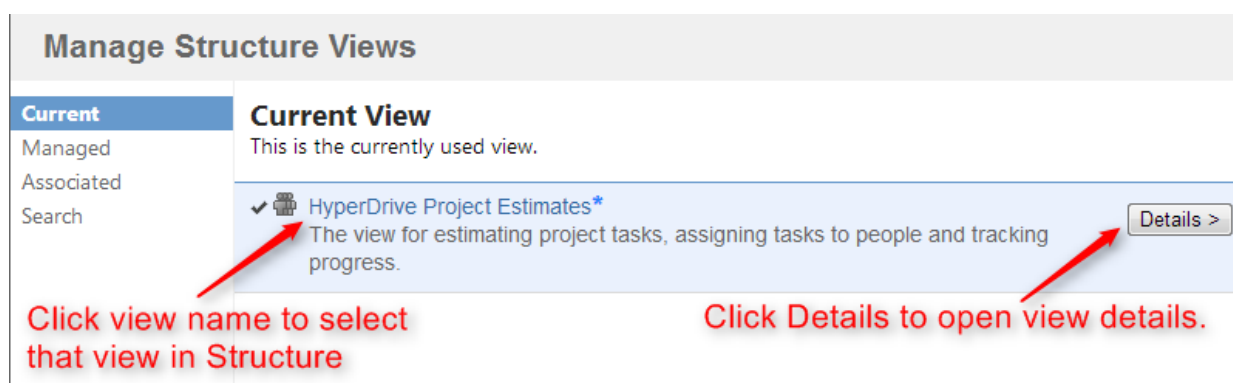 Manage Structure Views
Current
Managed
Associated
Search
Current View
This is the currently used view.
HyperDrive Project Estimates*
The view for estimating project tasks, assigning tasks to people and tracking
progress.
Details >
Click view name to select
that view in Structure
Click Details to open view details.